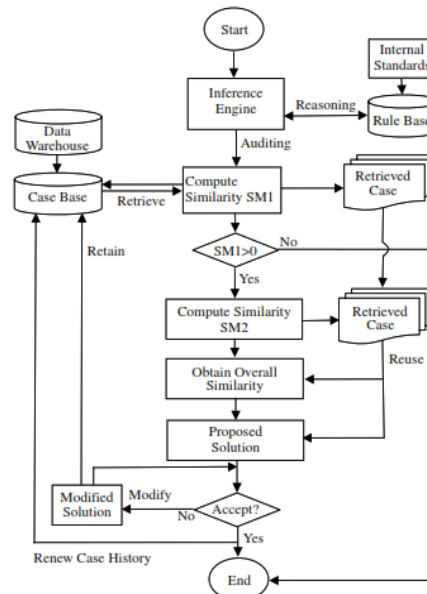 Start
Internal
Standards
Inference
Engine
Reasoning
Rule Base
Data
Warehouse
Auditing
Case Base
Retrieve
Compute
Similarity SM1
Retrieved
Case
Retain
SM1>0
No
Yes
Compute Similarity
SM2
Retrieved
Case
Reuse
Obtain Overall
Similarity
Proposed
Solution
Modified
Solution
Modify
No
Accept?
Yes
Renew Case History
End